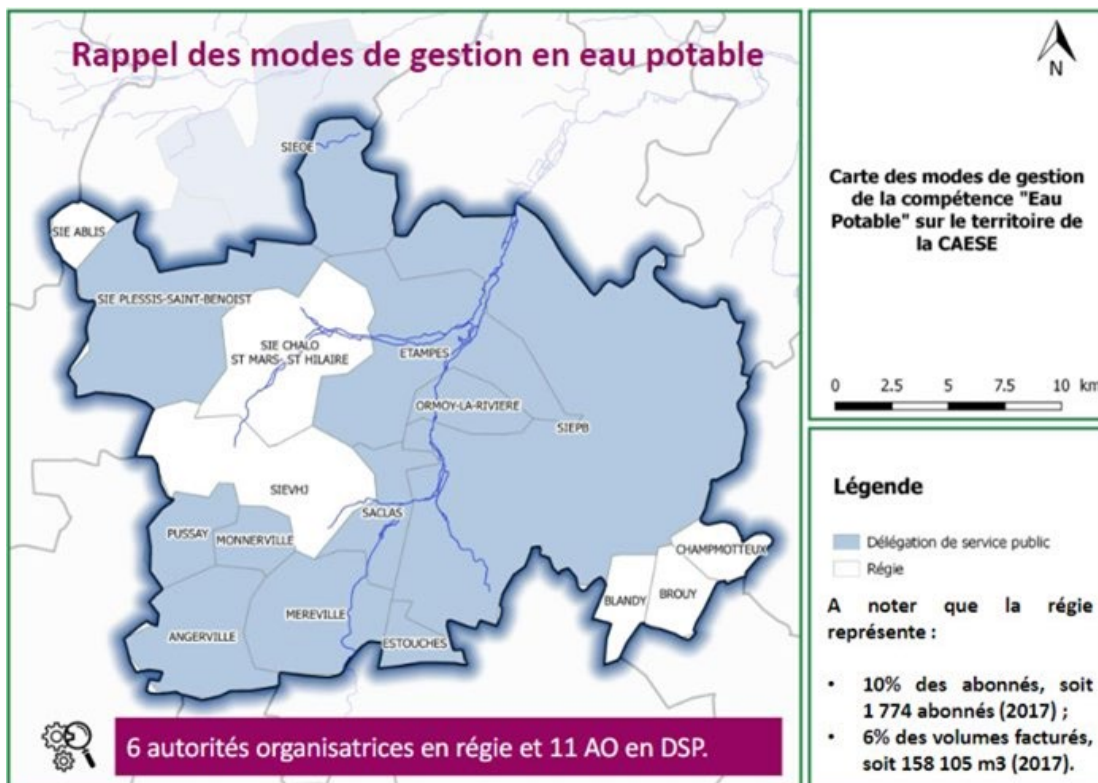 Rappel des modes de gestion en eau potable
SIEOE
SIE ABLIS
SIE PLESSIS-SAINT-BENOIST
SIE CHALO
ST MARS- ST HILAIRE
ETAMPES
ORMOY-LA-RIVIERE
SIEPB
SIEVHJ
SACLAS
PUSSAY
MONNERVILLE
CHAMPMOTTEUX
BLANDY
BROUY
MEREVILLE
ANGERVILLE
ESTOUCHES
6 autorités organisatrices en régie et 11 AO en DSP.
N
Carte des modes de gestion
de la compétence "Eau
Potable" sur le territoire de
la CAESE
0 2.5 5 7.5 10 km
Légende
Délégation de service public
Régie
A noter que la régie
représente :
• 10% des abonnés, soit
1 774 abonnés (2017) ;
• 6% des volumes facturés,
soit 158 105 m3 (2017).